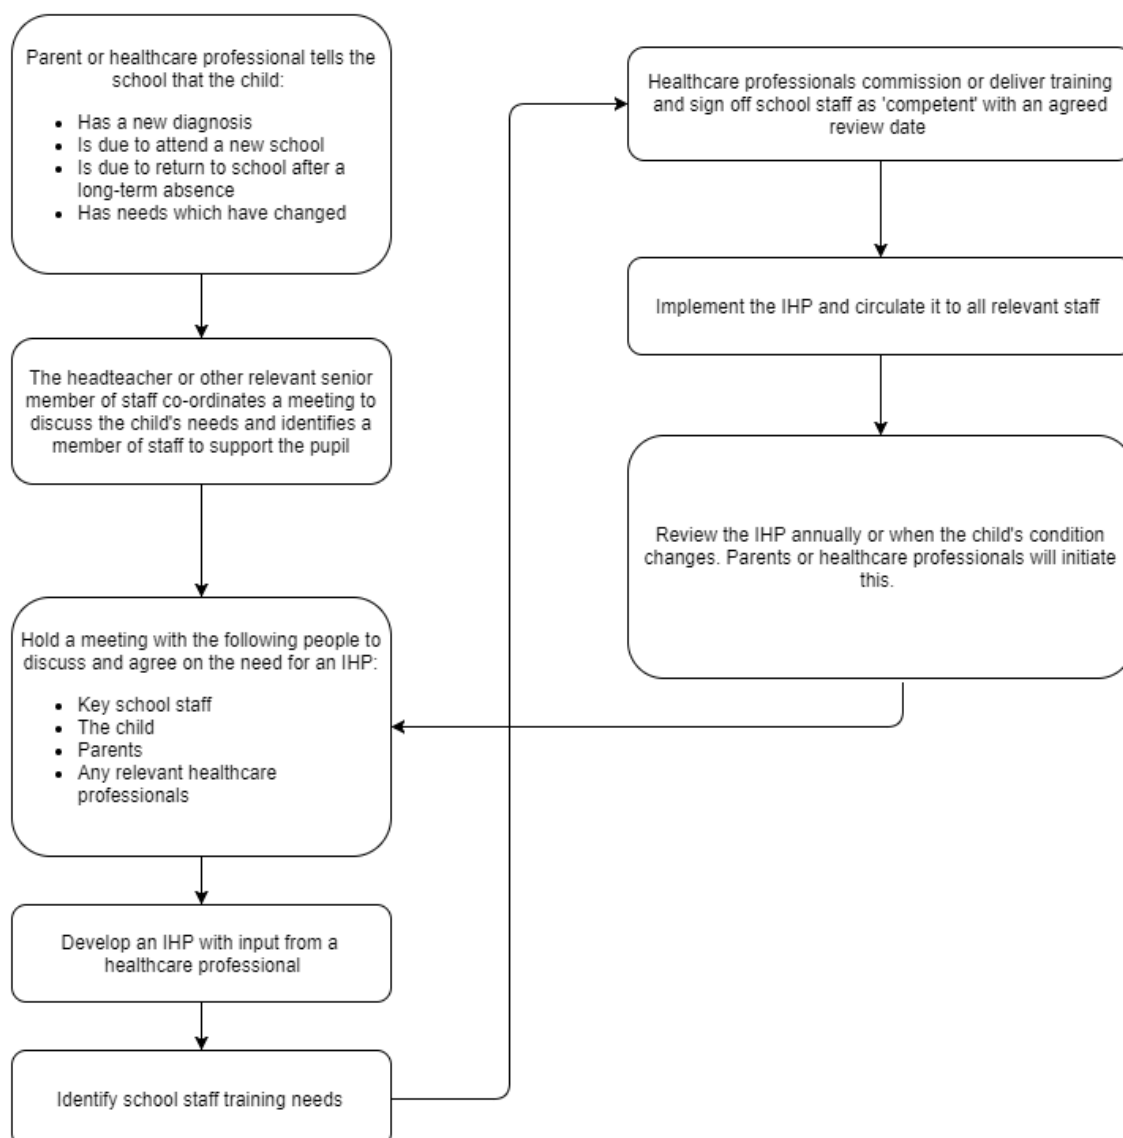 Parent or healthcare professional tells the
school that the child:
• Has a new diagnosis
• Is due to attend a new school
• Is due to return to school after a
long-term absence
• Has needs which have changed
The headteacher or other relevant senior
member of staff co-ordinates a meeting to
discuss the child's needs and identifies a
member of staff to support the pupil
Hold a meeting with the following people to
discuss and agree on the need for an IHP:
• Key school staff
• The child
• Parents
• Any relevant healthcare
professionals
Develop an IHP with input from a
healthcare professional
Identify school staff training needs
Healthcare professionals commission or deliver training
and sign off school staff as 'competent' with an agreed
review date
Implement the IHP and circulate it to all relevant staff
Review the IHP annually or when the child's condition
changes. Parents or healthcare professionals will initiate
this.